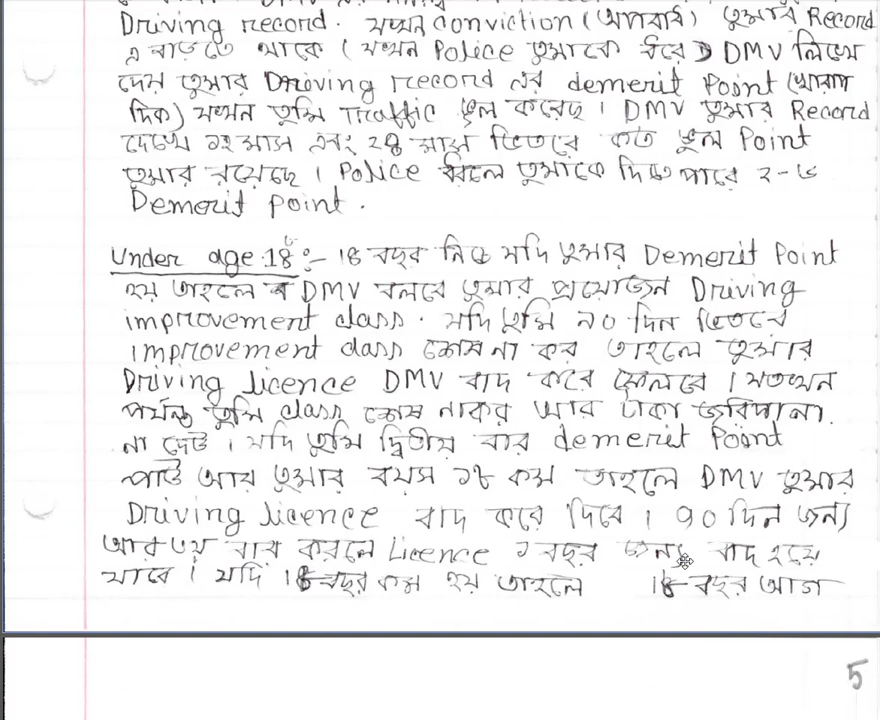 Driving record. যখন conviction (অপরাধ) তুমার Record
এ বাড়তে থাকে (যখন Police তুমাকে ধরে) DMV লিখে
দেয় তুমার Driving record এর demerit Point (খারাপ
দিক) যখন তুমি Traffic ভুল করেছ । DMV তুমার Record
দেখে ১২ মাস এবং ২৪ মাস ভিতরে কত ভুল Point
তুমার রয়েছে । Police ধরলে তুমাকে দিতে পারে ২-৬
Demerit Point .
Under age 18 :- 18 বছর নিচে যদি তুমার Demerit Point
হয় তাহলে DMV বলবে তুমার প্রয়োজন Driving
improvement class . যদি তুমি ৯০ দিন ভিতরে
improvement class শেষ না কর তাহলে তুমার
Driving licence DMV বাদ করে ফেলবে । যতখন
পর্যন্ত তুমি class শেষ নাকর আর টাকা জরিপানা
না দেউ । যদি তুমি দ্বিতীয় বার demerit Point
পাউ আর তুমার বয়স ১৮ কম তাহলে DMV তুমার
Driving licence বাদ করে দিবে । 90 দিন জন্য
আর ৩য় বার করলে Licence ১ বছর জন্য বাদ হয়ে
যাবে । যদি 18 বছর কম হয় তাহলে 18 বছর আগ
5